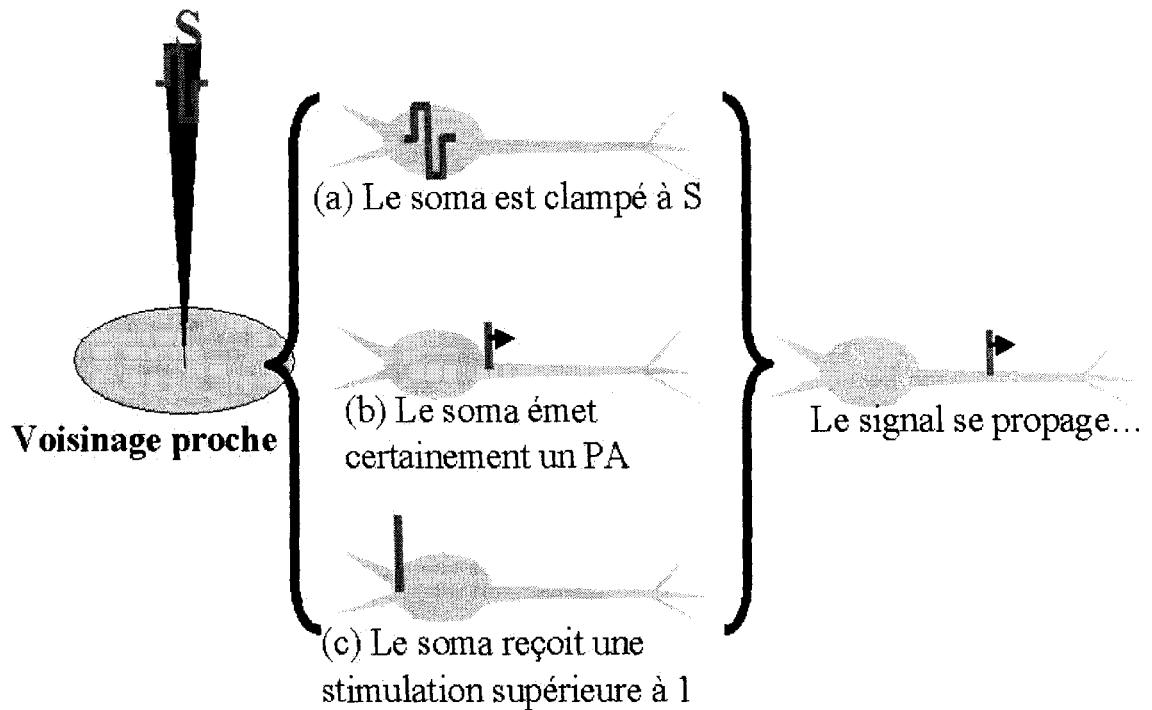 S
(a) Le soma est clampé à S
Voisinage proche
(b) Le soma émet
certainement un PA
(c) Le soma reçoit une
stimulation supérieure à 1
Le signal se propage...